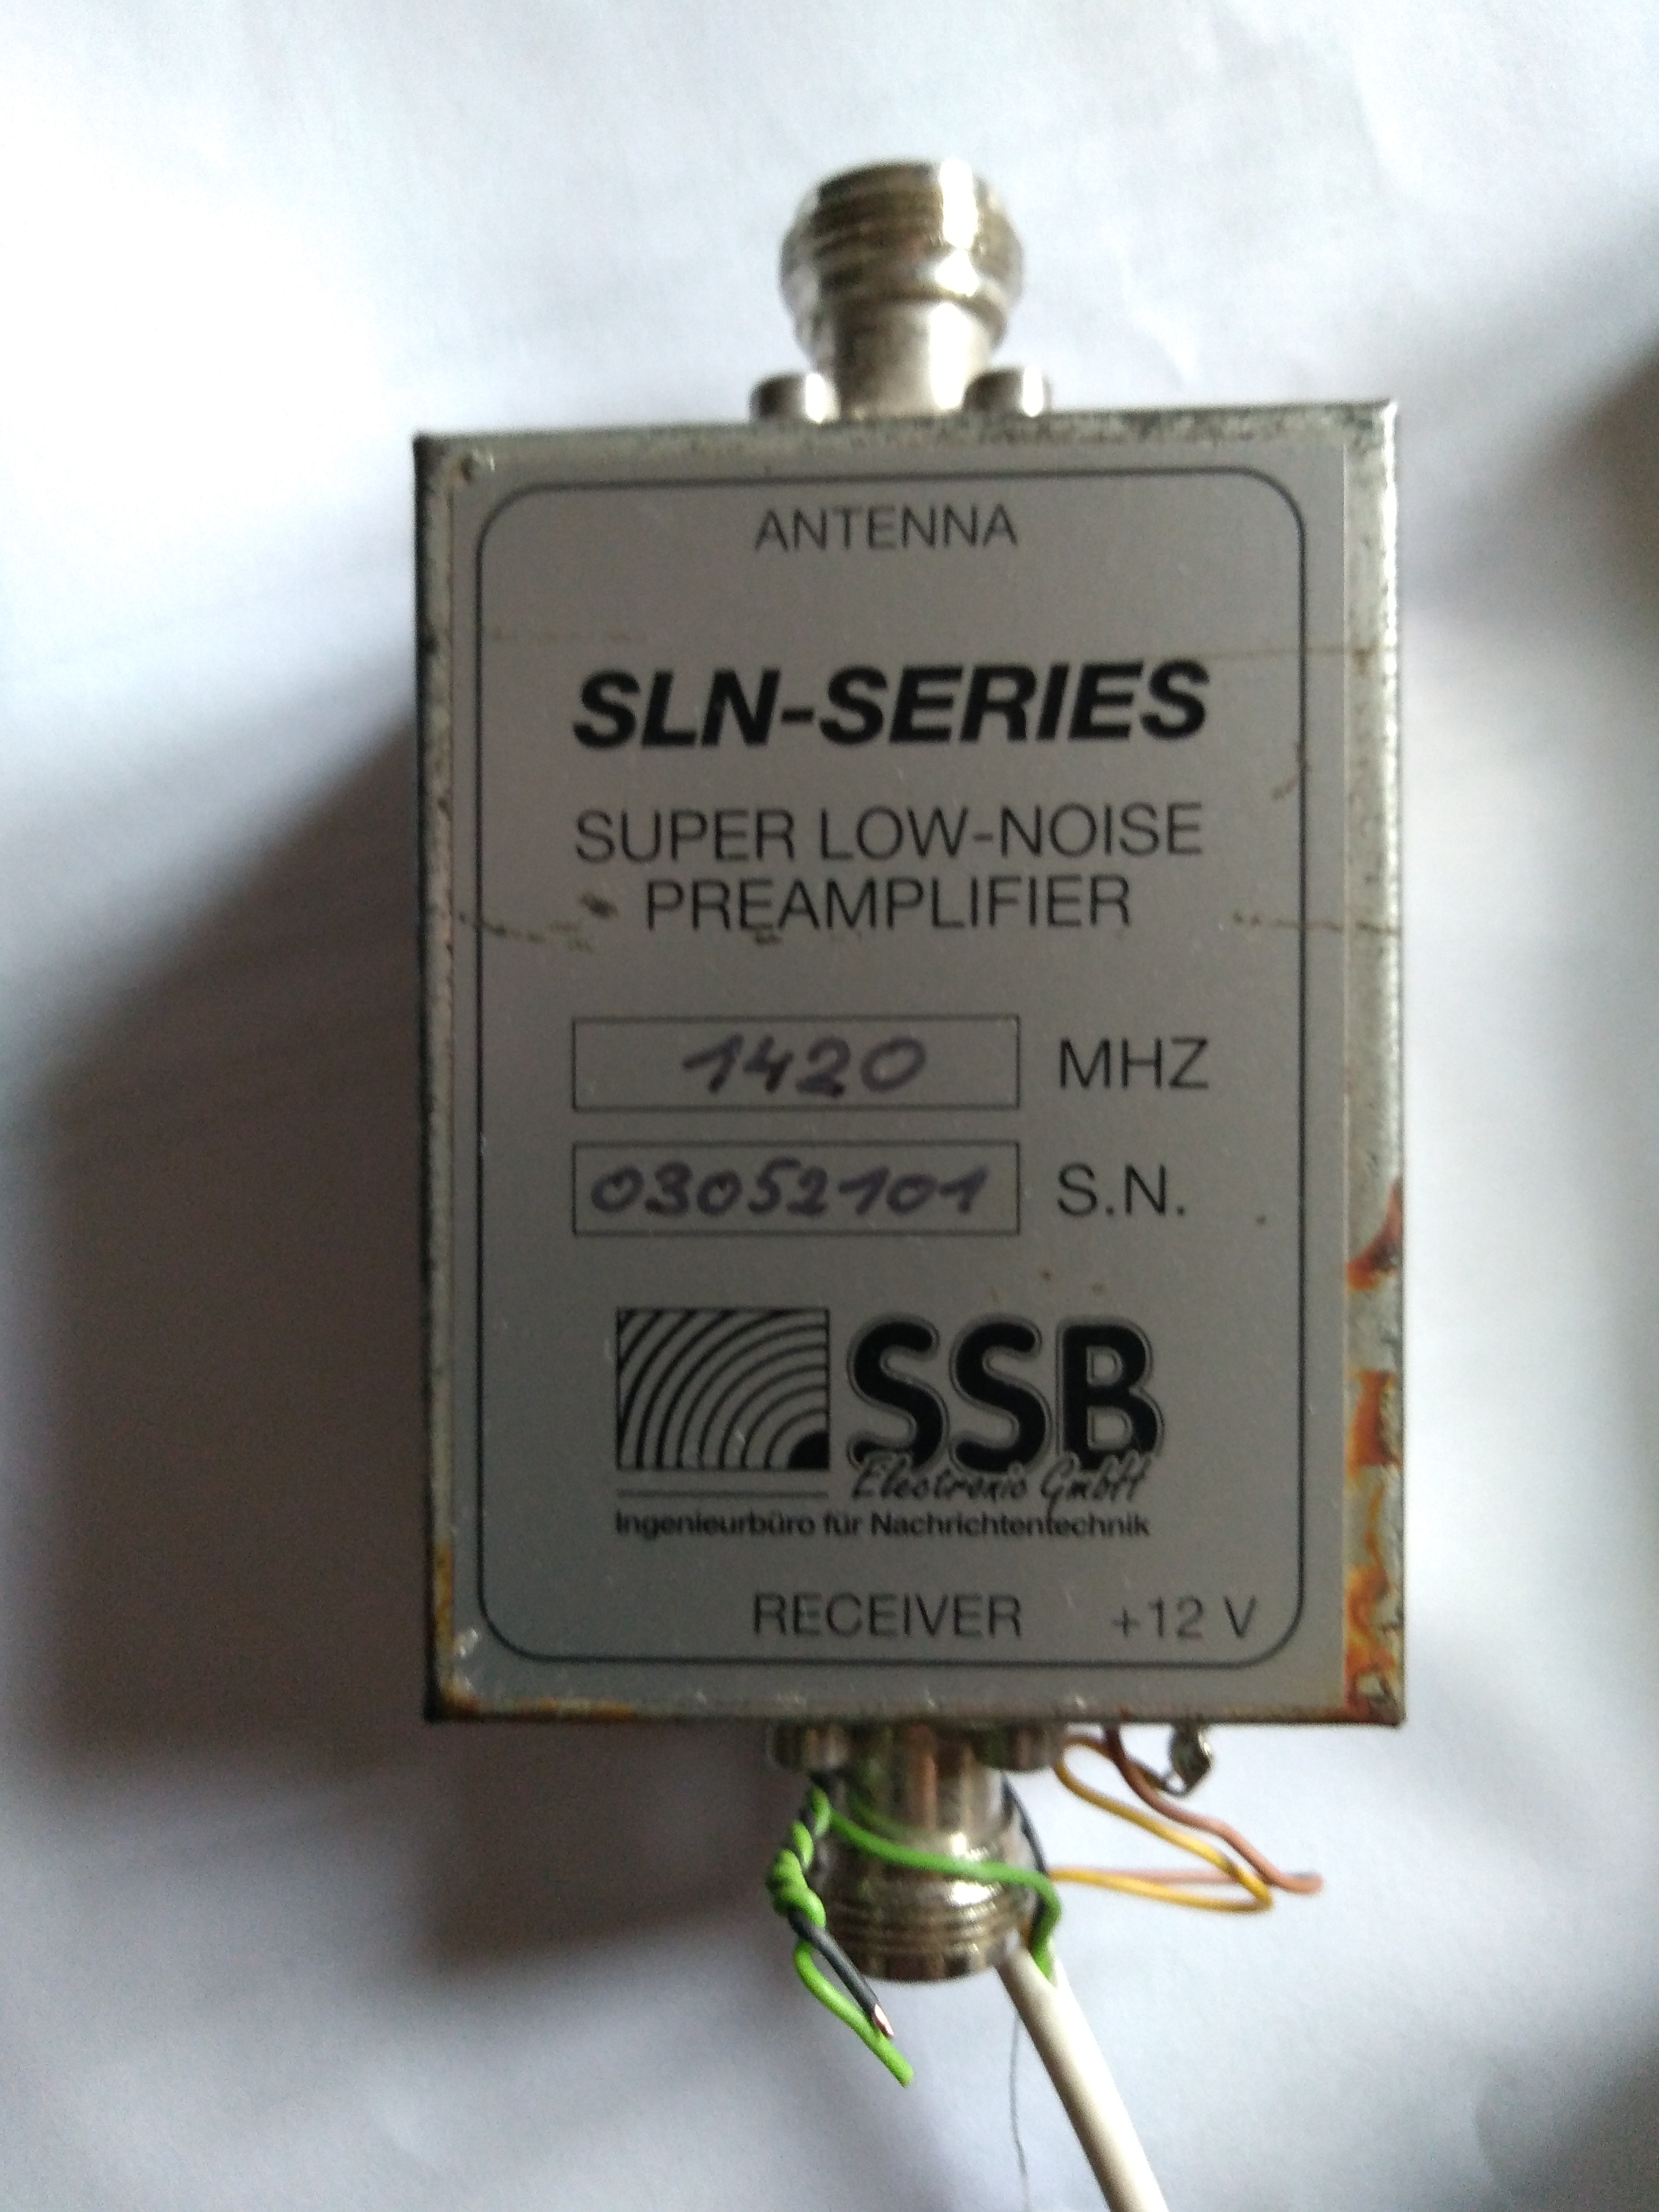 ANTENNA
SLN-SERIES
SUPER LOW-NOISE
PREAMPLIFIER
1420 MHZ
03052101 S.N.
SSB
Electronic GmbH
Ingenieurbüro für Nachrichtentechnik
RECEIVER +12 V